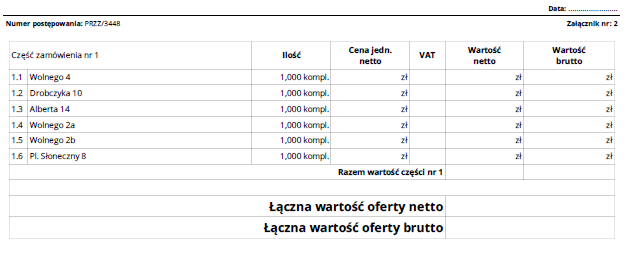 Data: ........................
Numer postępowania: PRZZ/3448 Załącznik nr: 2
Część zamówienia nr 1 Ilość Cena jedn. netto VAT Wartość netto Wartość brutto
1.1 Wolnego 4 1,000 kompl. zł zł zł
1.2 Drobczyka 10 1,000 kompl. zł zł zł
1.3 Alberta 14 1,000 kompl. zł zł zł
1.4 Wolnego 2a 1,000 kompl. zł zł zł
1.5 Wolnego 2b 1,000 kompl. zł zł zł
1.6 Pl. Słoneczny 8 1,000 kompl. zł zł zł
Razem wartość części nr 1
Łączna wartość oferty netto
Łączna wartość oferty brutto